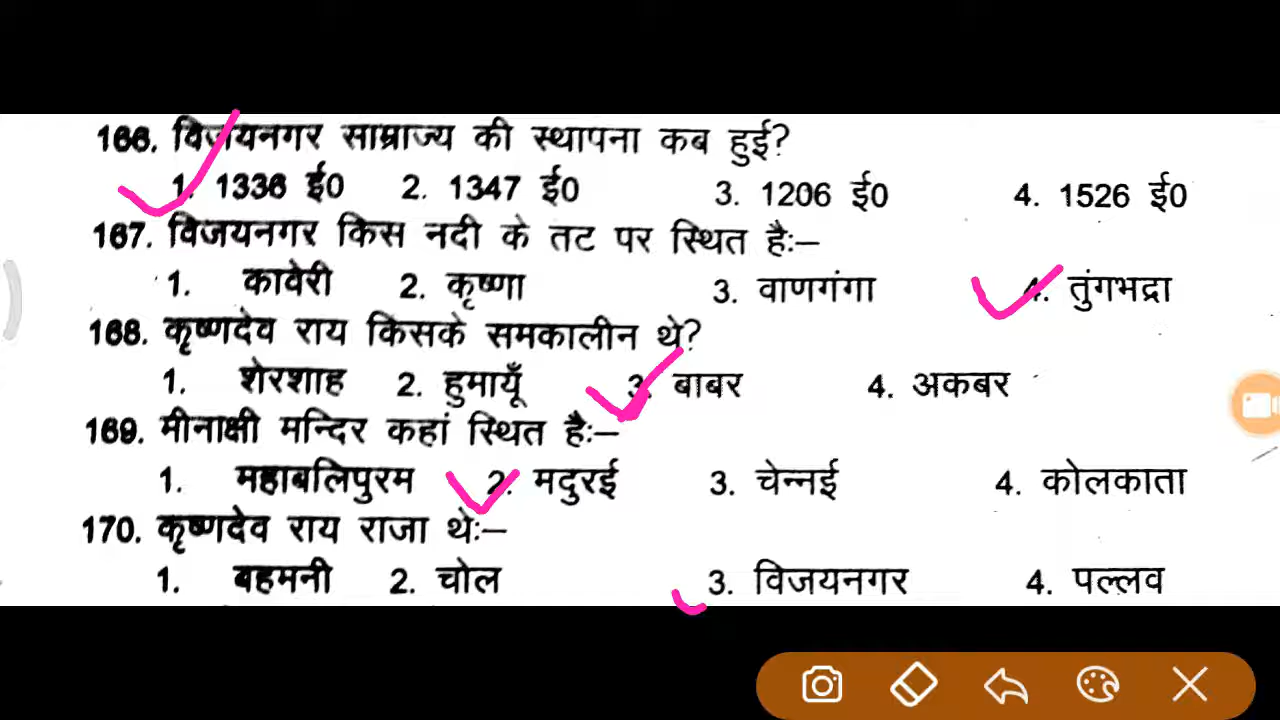 166. विजयनगर साम्राज्य की स्थापना कब हुई?
1. 1336 ई0 2. 1347 ई0 3. 1206 ई0 4. 1526 ई0
167. विजयनगर किस नदी के तट पर स्थित है:–
1. कावेरी 2. कृष्णा 3. वाणगंगा 4. तुंगभद्रा
168. कृष्णदेव राय किसके समकालीन थे?
1. शेरशाह 2. हुमायूँ 3. बाबर 4. अकबर
169. मीनाक्षी मन्दिर कहां स्थित है:–
1. महाबलिपुरम 2. मदुरई 3. चेन्नई 4. कोलकाता
170. कृष्णदेव राय राजा थे:–
1. बहमनी 2. चोल 3. विजयनगर 4. पल्लव